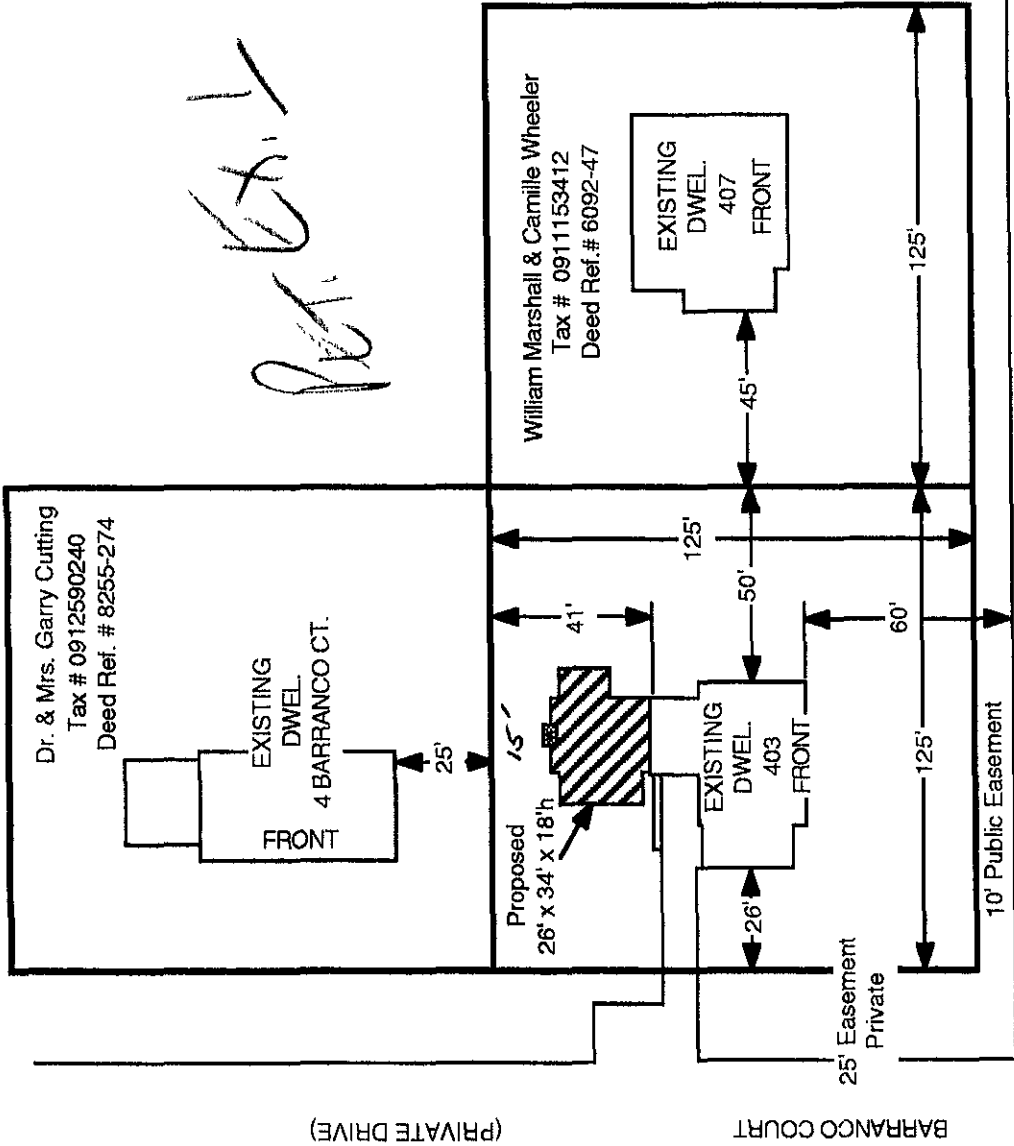 Dr. & Mrs. Garry Cutting
Tax # 0912590240
Deed Ref. # 8255-274
EXISTING
DWEL.
4 BARRANCO CT.
FRONT
25'
Pet. Ex. 1
William Marshall & Camille Wheeler
Tax # 0911153412
Deed Ref.# 6092-47
EXISTING
DWEL.
407
FRONT
45'
125'
15'
Proposed
26' x 34' x 18'h
41'
125'
50'
EXISTING
DWEL.
403
FRONT
26'
60'
125'
10' Public Easement
25' Easement
Private
(PRIVATE DRIVE)
BARRANCO COURT